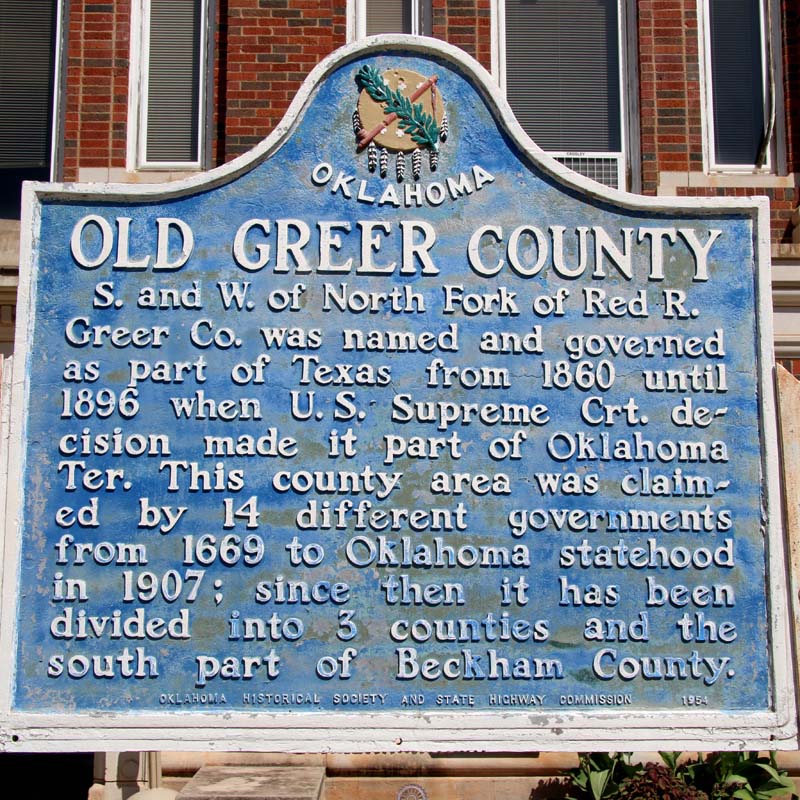 OKLAHOMA
OLD GREER COUNTY
S. and W. of North Fork of Red R.
Greer Co. was named and governed
as part of Texas from 1860 until
1896 when U.S. Supreme Crt. de-
cision made it part of Oklahoma
Ter. This county area was claim-
ed by 14 different governments
from 1669 to Oklahoma statehood
in 1907; since then it has been
divided into 3 counties and the
south part of Beckham County.
OKLAHOMA HISTORICAL SOCIETY AND STATE HIGHWAY COMMISSION 1954